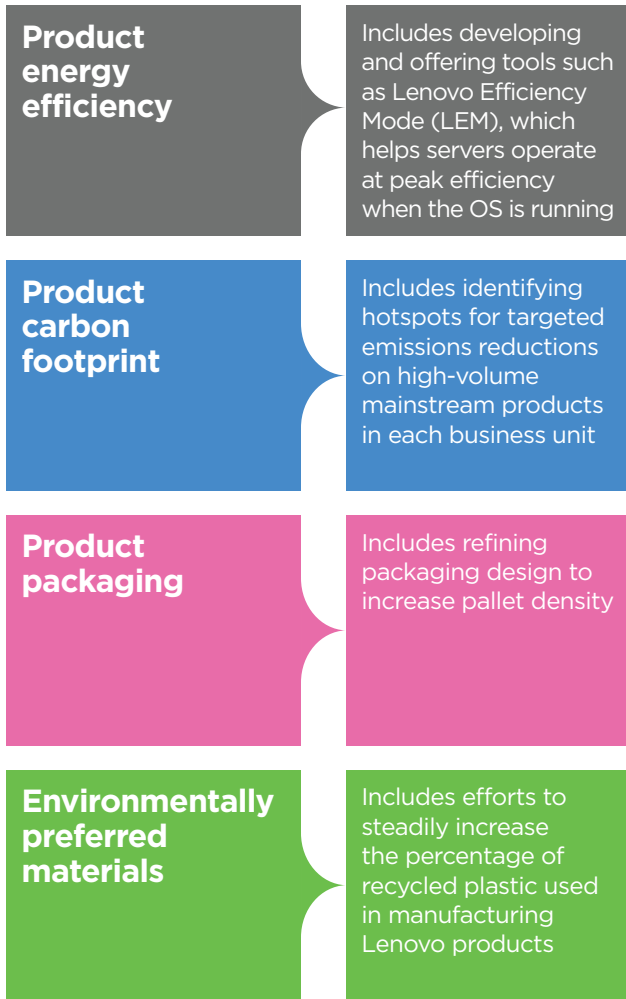 Product
energy
efficiency
Includes developing
and offering tools such
as Lenovo Efficiency
Mode (LEM), which
helps servers operate
at peak efficiency
when the OS is running
Product
carbon
footprint
Includes identifying
hotspots for targeted
emissions reductions
on high-volume
mainstream products
in each business unit
Product
packaging
Includes refining
packaging design to
increase pallet density
Environmentally
preferred
materials
Includes efforts to
steadily increase
the percentage of
recycled plastic used
in manufacturing
Lenovo products